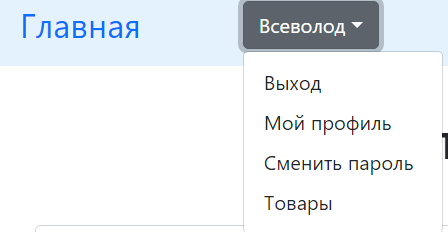 Главная
Всеволод
Выход
Мой профиль
Сменить пароль
Товары